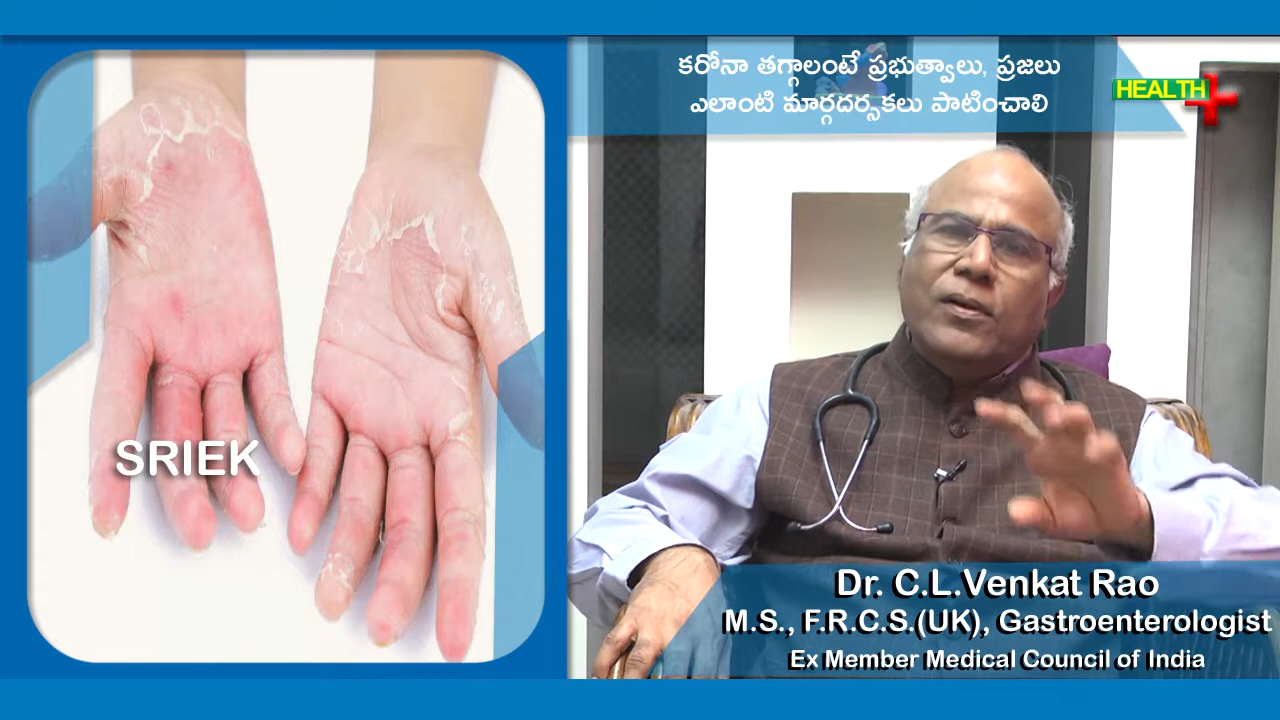 కరోనా తగ్గాలంటే ప్రభుత్వాలు, ప్రజలు
ఎలాంటి మార్గదర్సకలు పాటించాలి
HEALTH
SRIEK
Dr. C.L.Venkat Rao
M.S., F.R.C.S.(UK), Gastroenterologist
Ex Member Medical Council of India